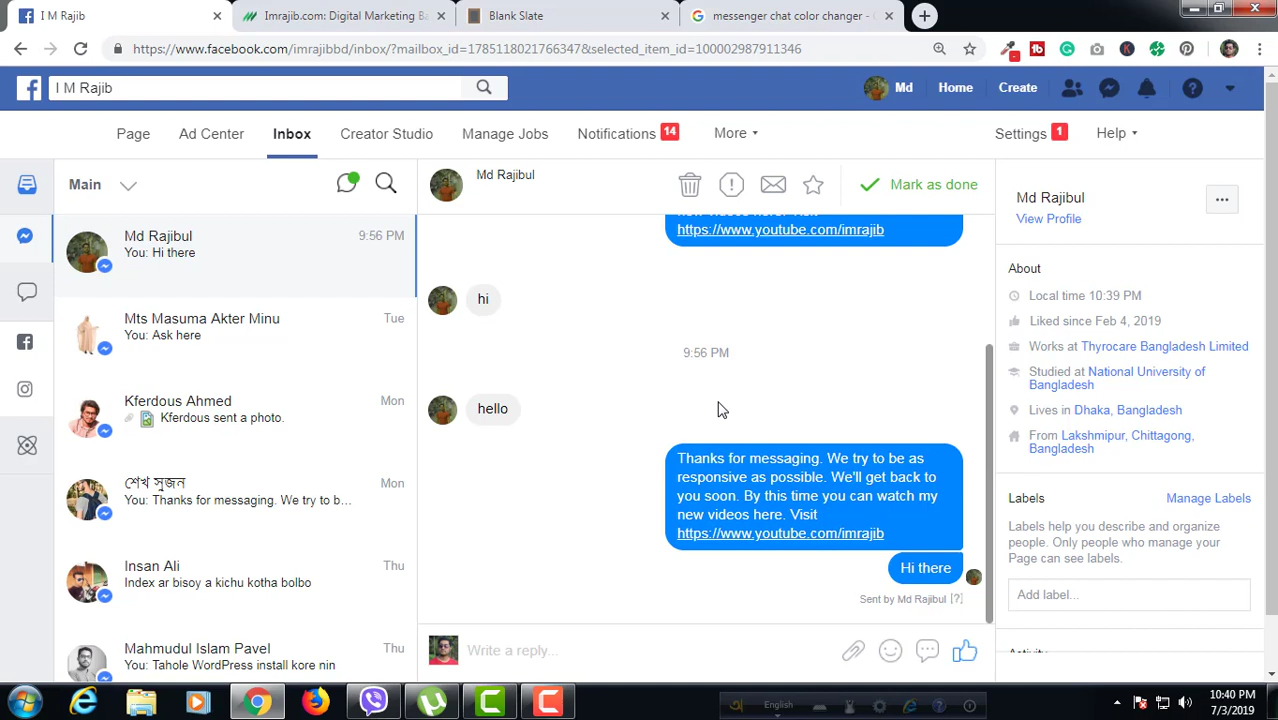 I M Rajib
Imrajib.com: Digital Marketing Ba
Blank Slate
messenger chat color changer - G
https://www.facebook.com/imrajibbd/inbox/?mailbox_id=178511802176634​7&selected_item_id=100002987911346
I M Rajib
Md
Home
Create
Page
Ad Center
Inbox
Creator Studio
Manage Jobs
Notifications 14
More
Settings 1
Help
Main
Md Rajibul
Mark as done
Md Rajibul
9:56 PM
You: Hi there
Mts Masuma Akter Minu
Tue
You: Ask here
Kferdous Ahmed
Mon
Kferdous sent a photo.
শেখ সুজন
Mon
You: Thanks for messaging. We try to b...
Insan Ali
Thu
Index ar bisoy a kichu kotha bolbo
Mahmudul Islam Pavel
Thu
You: Tahole WordPress install kore nin
https://www.youtube.com/imrajib
hi
9:56 PM
hello
Thanks for messaging. We try to be as
responsive as possible. We'll get back to
you soon. By this time you can watch my
new videos here. Visit
https://www.youtube.com/imrajib
Hi there
Sent by Md Rajibul [?]
Write a reply...
Md Rajibul
View Profile
About
Local time 10:39 PM
Liked since Feb 4, 2019
Works at Thyrocare Bangladesh Limited
Studied at National University of
Bangladesh
Lives in Dhaka, Bangladesh
From Lakshmipur, Chittagong,
Bangladesh
Labels
Manage Labels
Labels help you describe and organize
people. Only people who manage your
Page can see labels.
Add label...
English
10:40 PM
7/3/2019